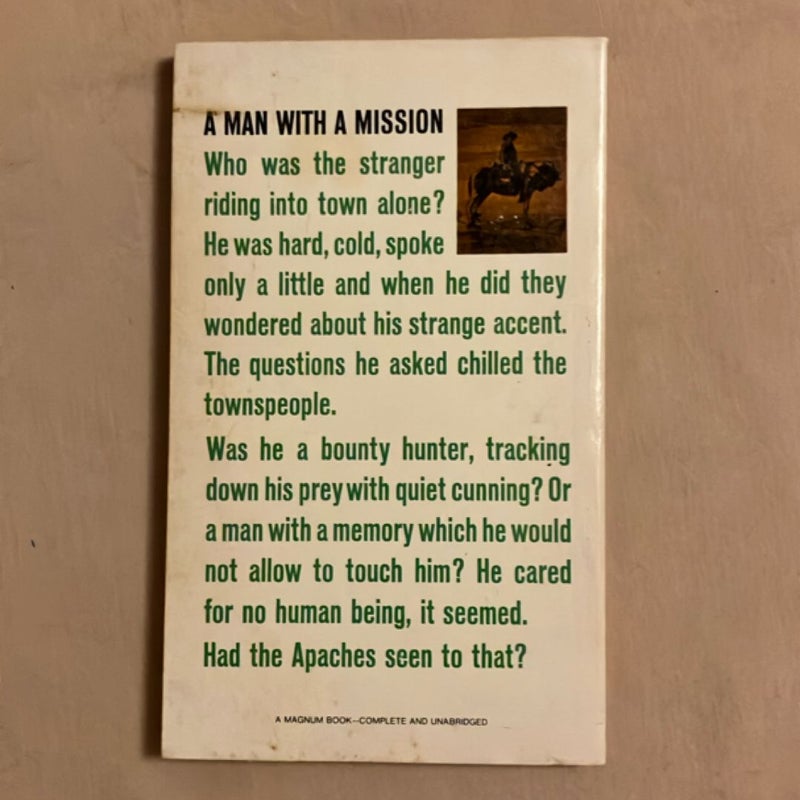 A MAN WITH A MISSION
Who was the stranger
riding into town alone?
He was hard, cold, spoke
only a little and when he did they
wondered about his strange accent.
The questions he asked chilled the
townspeople.
Was he a bounty hunter, tracking
down his prey with quiet cunning? Or
a man with a memory which he would
not allow to touch him? He cared
for no human being, it seemed.
Had the Apaches seen to that?
A MAGNUM BOOK--COMPLETE AND UNABRIDGED